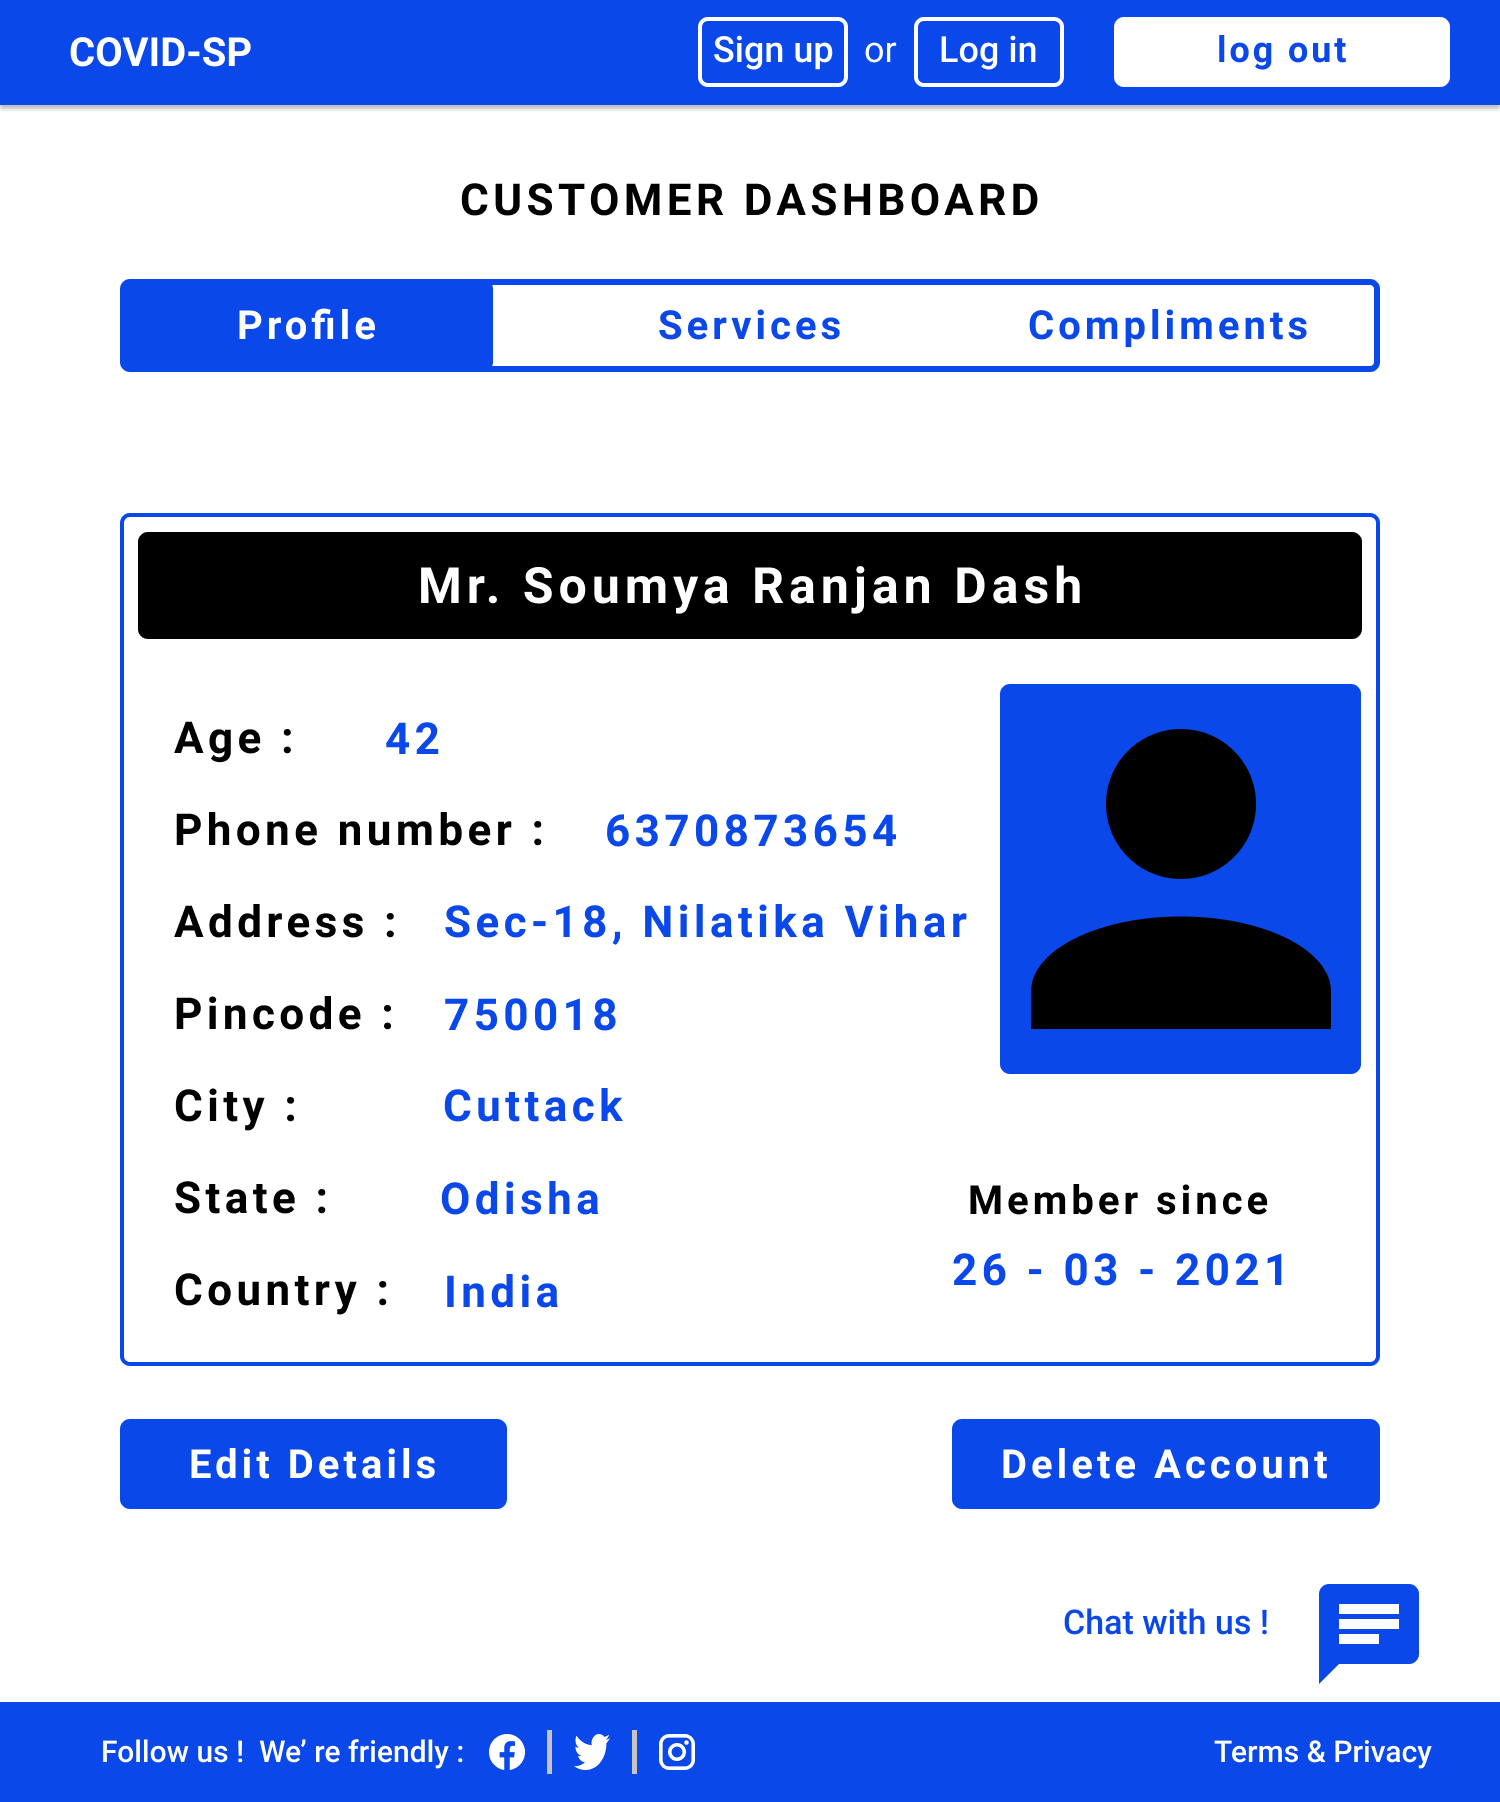 COVID-SP
Sign up or Log in
log out
CUSTOMER DASHBOARD
Profile
Services
Compliments
Mr. Soumya Ranjan Dash
Age : 42
Phone number : 6370873654
Address : Sec-18, Nilatika Vihar
Pincode : 750018
City : Cuttack
State : Odisha
Country : India
Member since
26 - 03 - 2021
Edit Details
Delete Account
Chat with us !
Follow us ! We’ re friendly :
Terms & Privacy